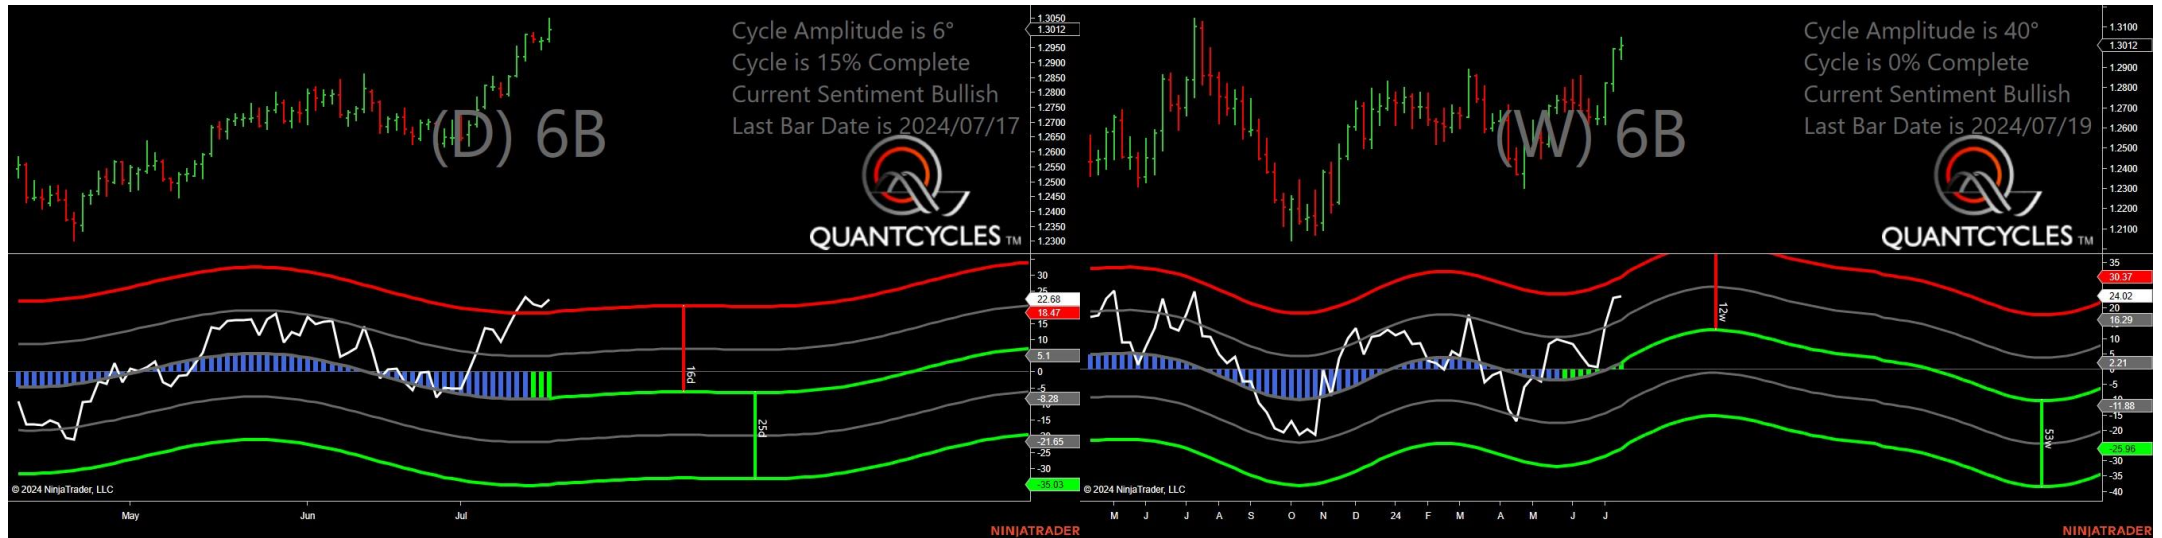 Cycle Amplitude is 6°
Cycle is 15% Complete
Current Sentiment Bullish
Last Bar Date is 2024/07/17
(D) 6B
QUANTCYCLES TM
1.3050
1.3012
1.2950
1.2900
1.2850
1.2800
1.2750
1.2700
1.2650
1.2600
1.2550
1.2500
1.2450
1.2400
1.2350
1.2300
30
25
22.68
18.47
15
10
5.1
0
-5
-8.28
-15
-21.65
-25
-30
-35.03
16d
25d
© 2024 NinjaTrader, LLC
May Jun Jul
NINJATRADER
Cycle Amplitude is 40°
Cycle is 0% Complete
Current Sentiment Bullish
Last Bar Date is 2024/07/19
(W) 6B
QUANTCYCLES TM
1.3100
1.3012
1.2900
1.2800
1.2700
1.2600
1.2500
1.2400
1.2300
1.2200
1.2100
35
30.37
24.02
20
16.29
10
5
2.21
-5
-11.88
-15
-20
-25.96
-30
-35
-40
12w
53w
© 2024 NinjaTrader, LLC
M J J A S O N D 24 F M A M J J
NINJATRADER